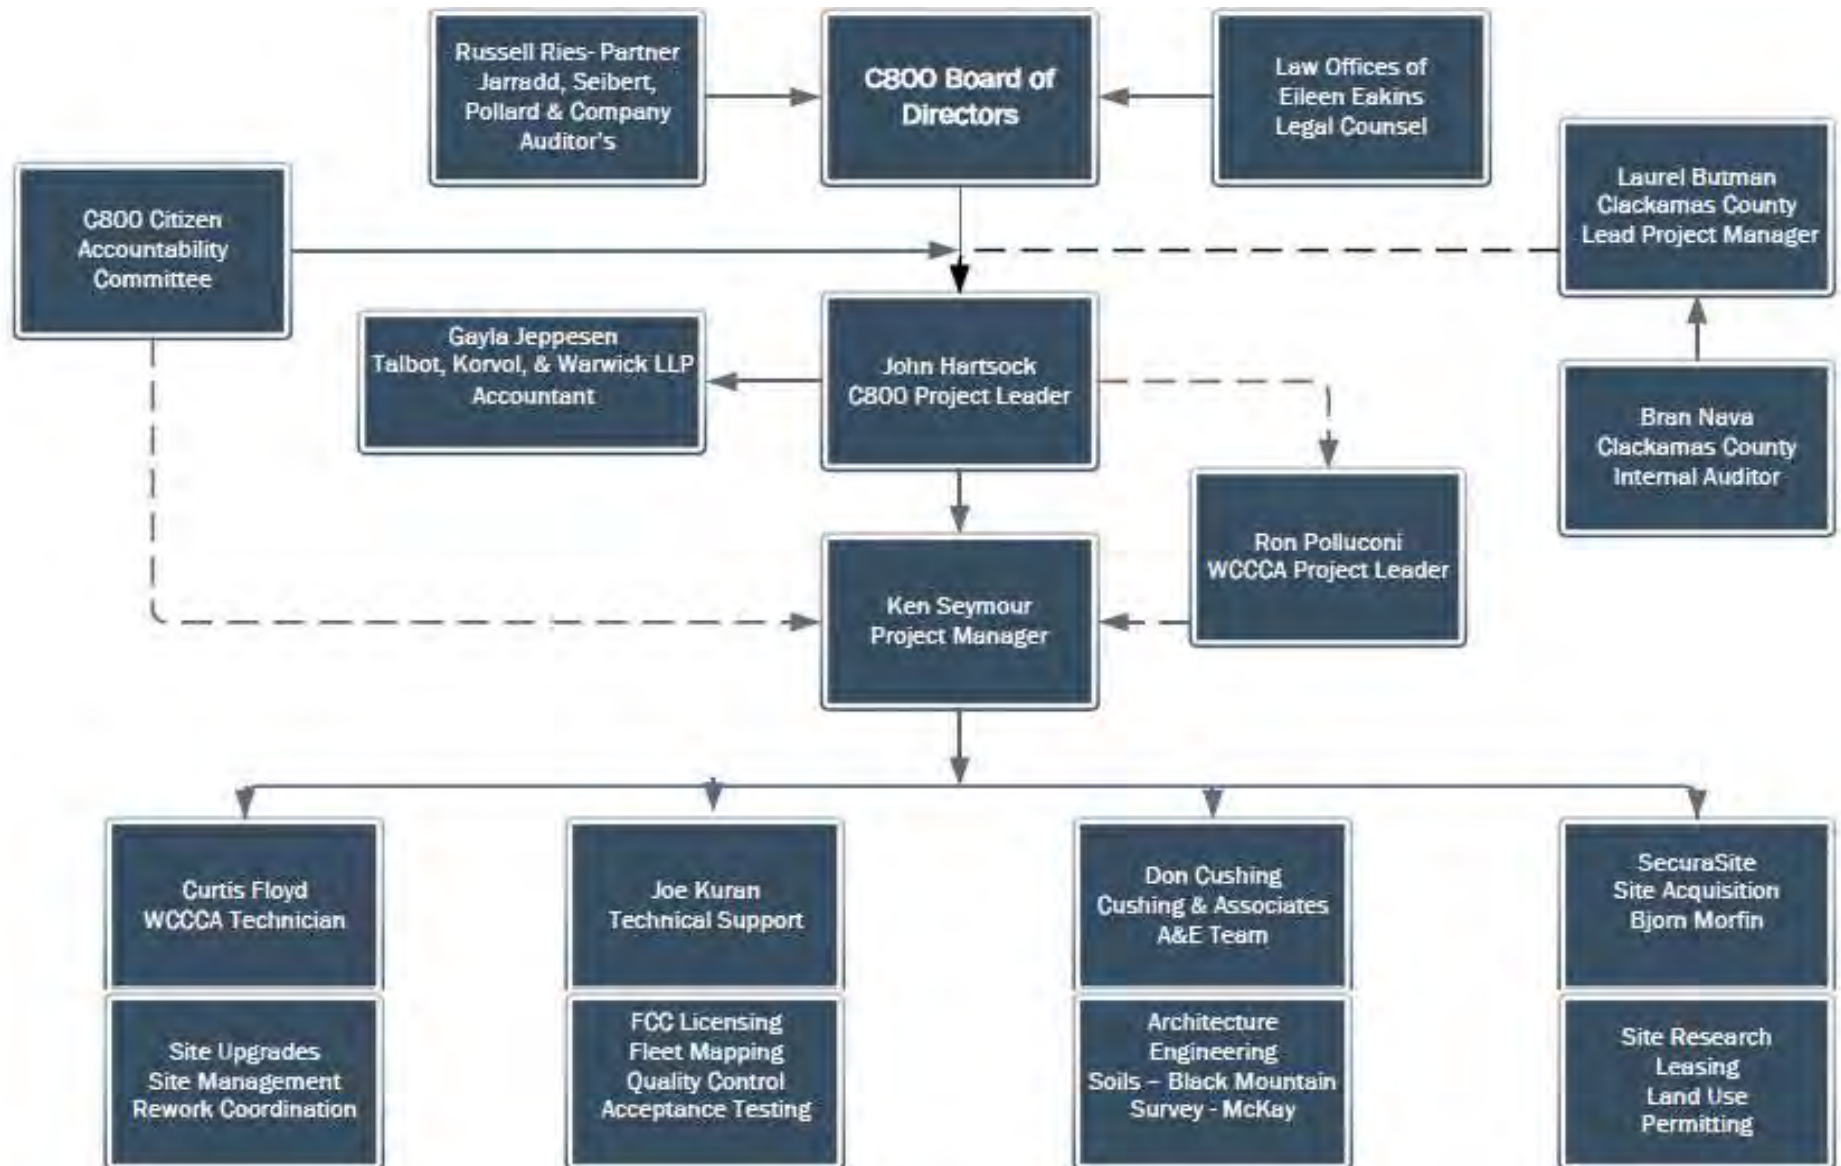 Russell Ries- Partner
Jarradd, Seibert,
Pollard & Company
Auditor's
C800 Board of
Directors
Law Offices of
Eileen Eakins
Legal Counsel
Laurel Butman
Clackamas County
Lead Project Manager
C800 Citizen
Accountability
Committee
Gayla Jeppesen
Talbot, Korvol, & Warwick LLP
Accountant
John Hartsock
C800 Project Leader
Bran Nava
Clackamas County
Internal Auditor
Ron Polluconi
WCCCA Project Leader
Ken Seymour
Project Manager
Curtis Floyd
WCCCA Technician
Site Upgrades
Site Management
Rework Coordination
Joe Kuran
Technical Support
FCC Licensing
Fleet Mapping
Quality Control
Acceptance Testing
Don Cushing
Cushing & Associates
A&E Team
Architecture
Engineering
Soils – Black Mountain
Survey - McKay
SecuraSite
Site Acquisition
Bjorn Morfin
Site Research
Leasing
Land Use
Permitting